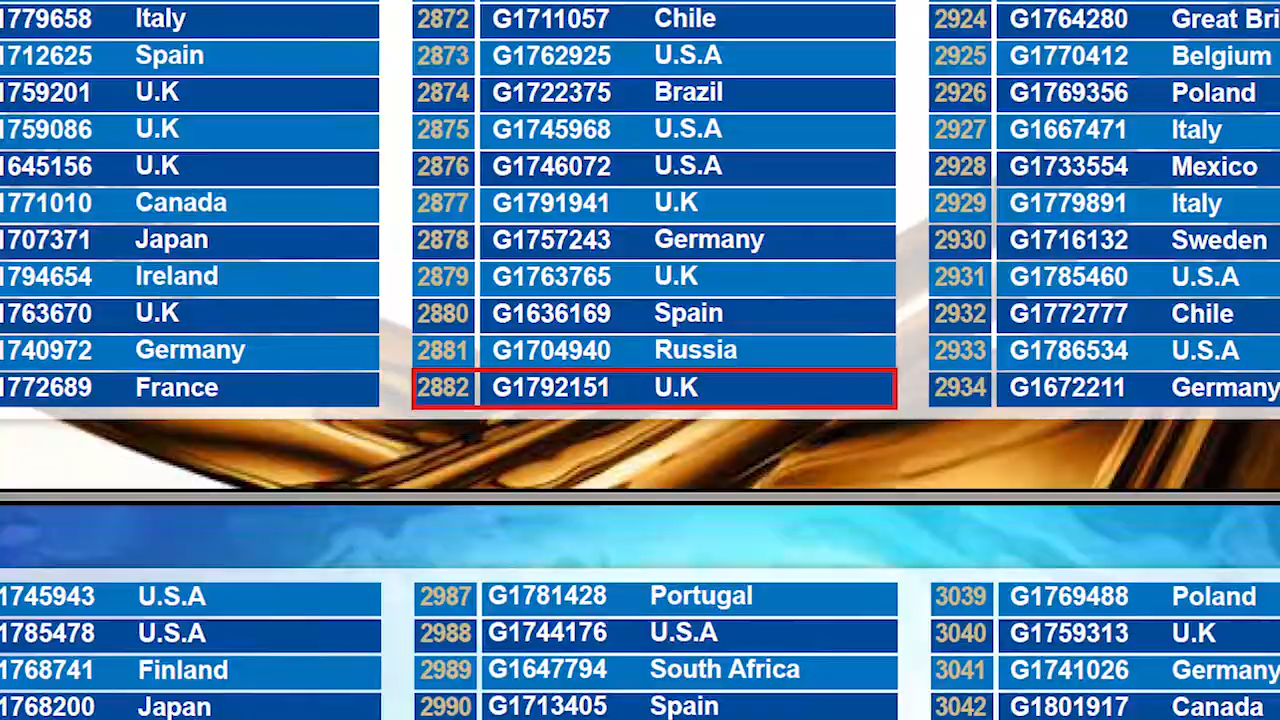 1779658 Italy 2872 G1711057 Chile 2924 G1764280 Great Bri
1712625 Spain 2873 G1762925 U.S.A 2925 G1770412 Belgium
1759201 U.K 2874 G1722375 Brazil 2926 G1769356 Poland
1759086 U.K 2875 G1745968 U.S.A 2927 G1667471 Italy
1645156 U.K 2876 G1746072 U.S.A 2928 G1733554 Mexico
1771010 Canada 2877 G1791941 U.K 2929 G1779891 Italy
1707371 Japan 2878 G1757243 Germany 2930 G1716132 Sweden
1794654 Ireland 2879 G1763765 U.K 2931 G1785460 U.S.A
1763670 U.K 2880 G1636169 Spain 2932 G1772777 Chile
1740972 Germany 2881 G1704940 Russia 2933 G1786534 U.S.A
1772689 France 2882 G1792151 U.K 2934 G1672211 Germany
1745943 U.S.A 2987 G1781428 Portugal 3039 G1769488 Poland
1785478 U.S.A 2988 G1744176 U.S.A 3040 G1759313 U.K
1768741 Finland 2989 G1647794 South Africa 3041 G1741026 Germany
1768200 Japan 2990 G1713405 Spain 3042 G1801917 Canada